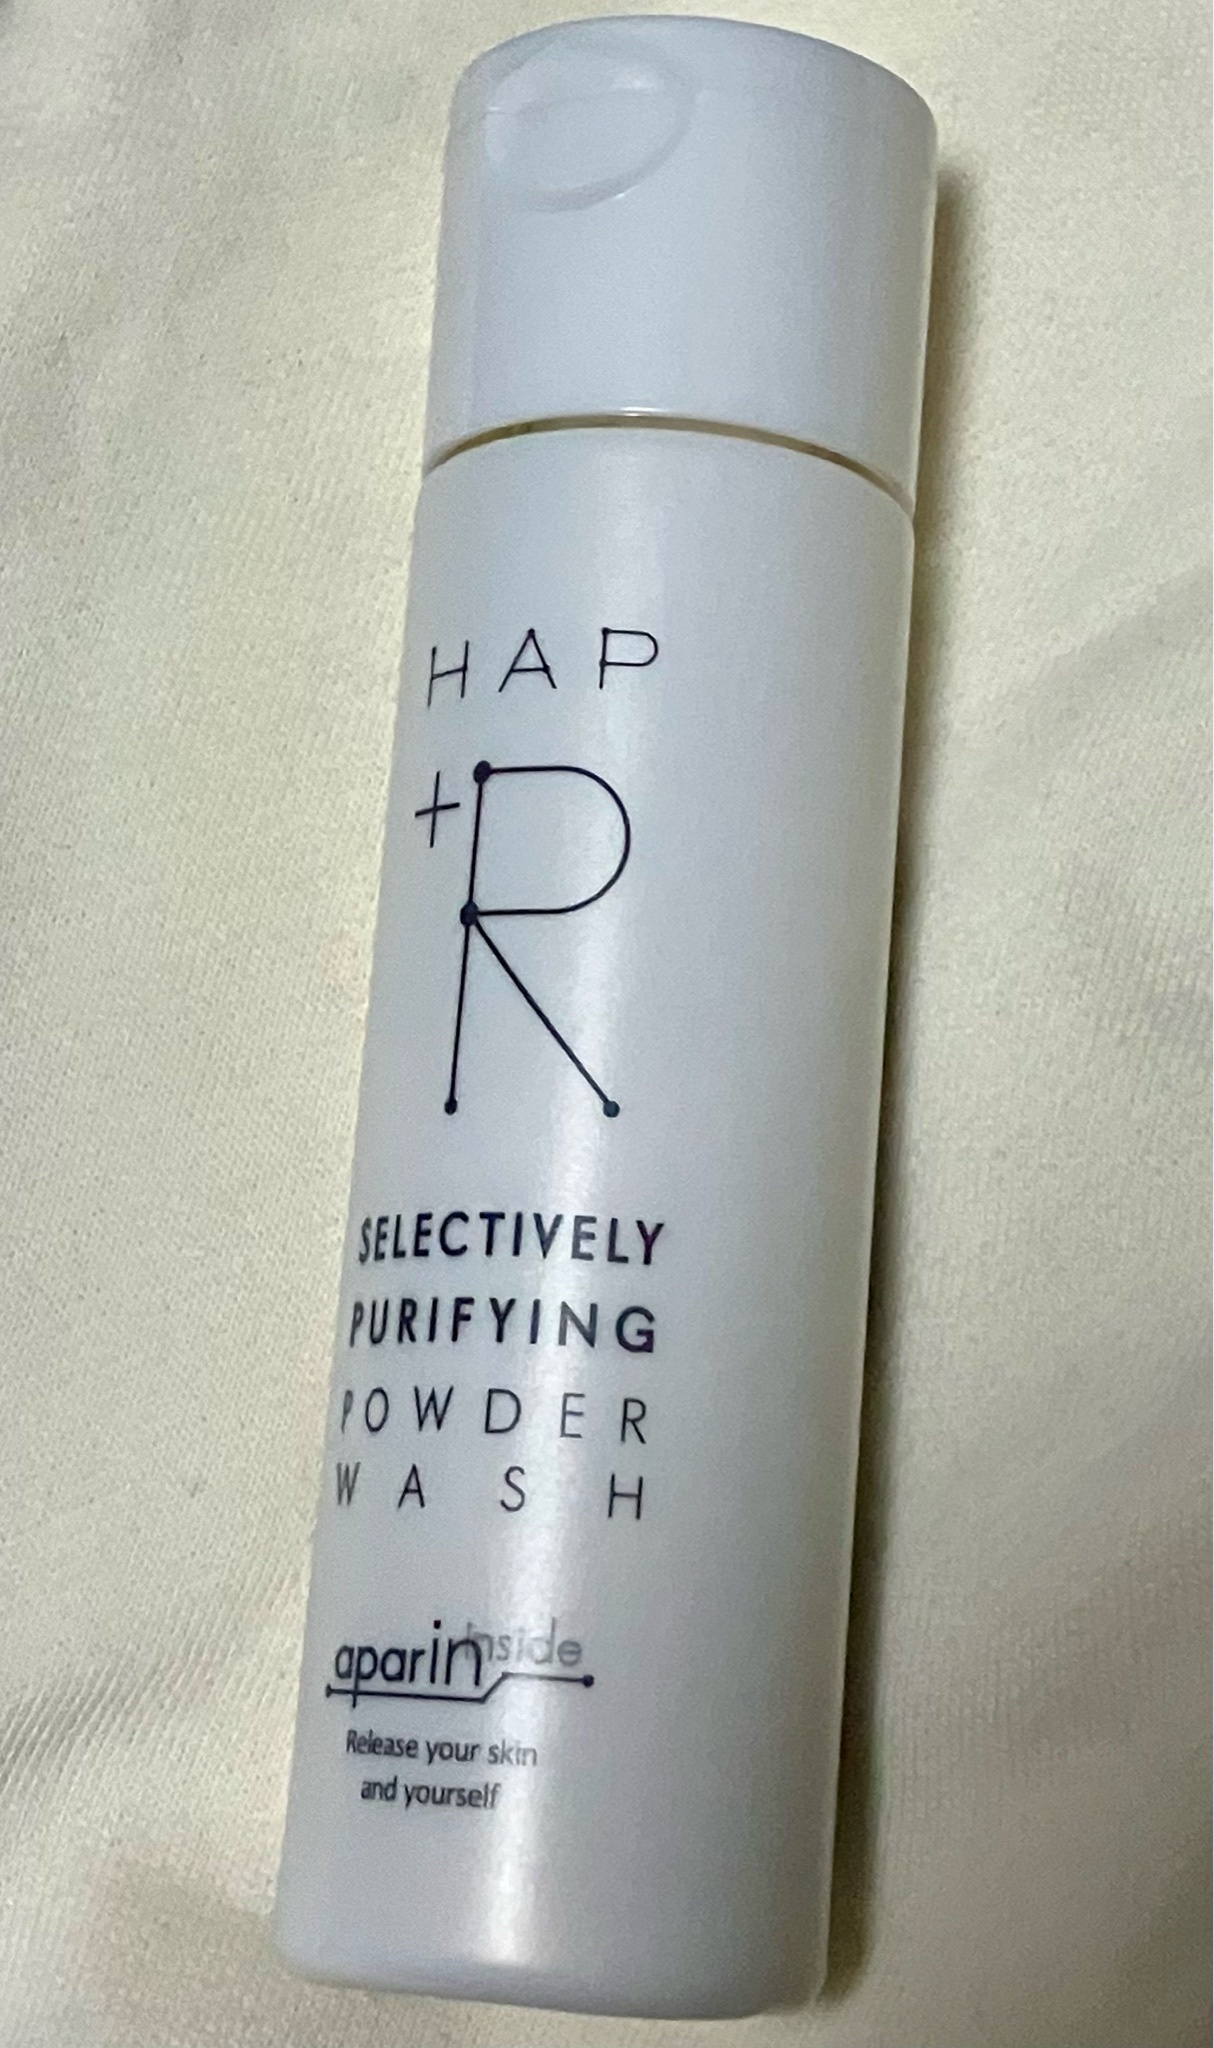 HAP
+R
SELECTIVELY
PURIFYING
POWDER
WASH
aparin inside
Release your skin
and yourself